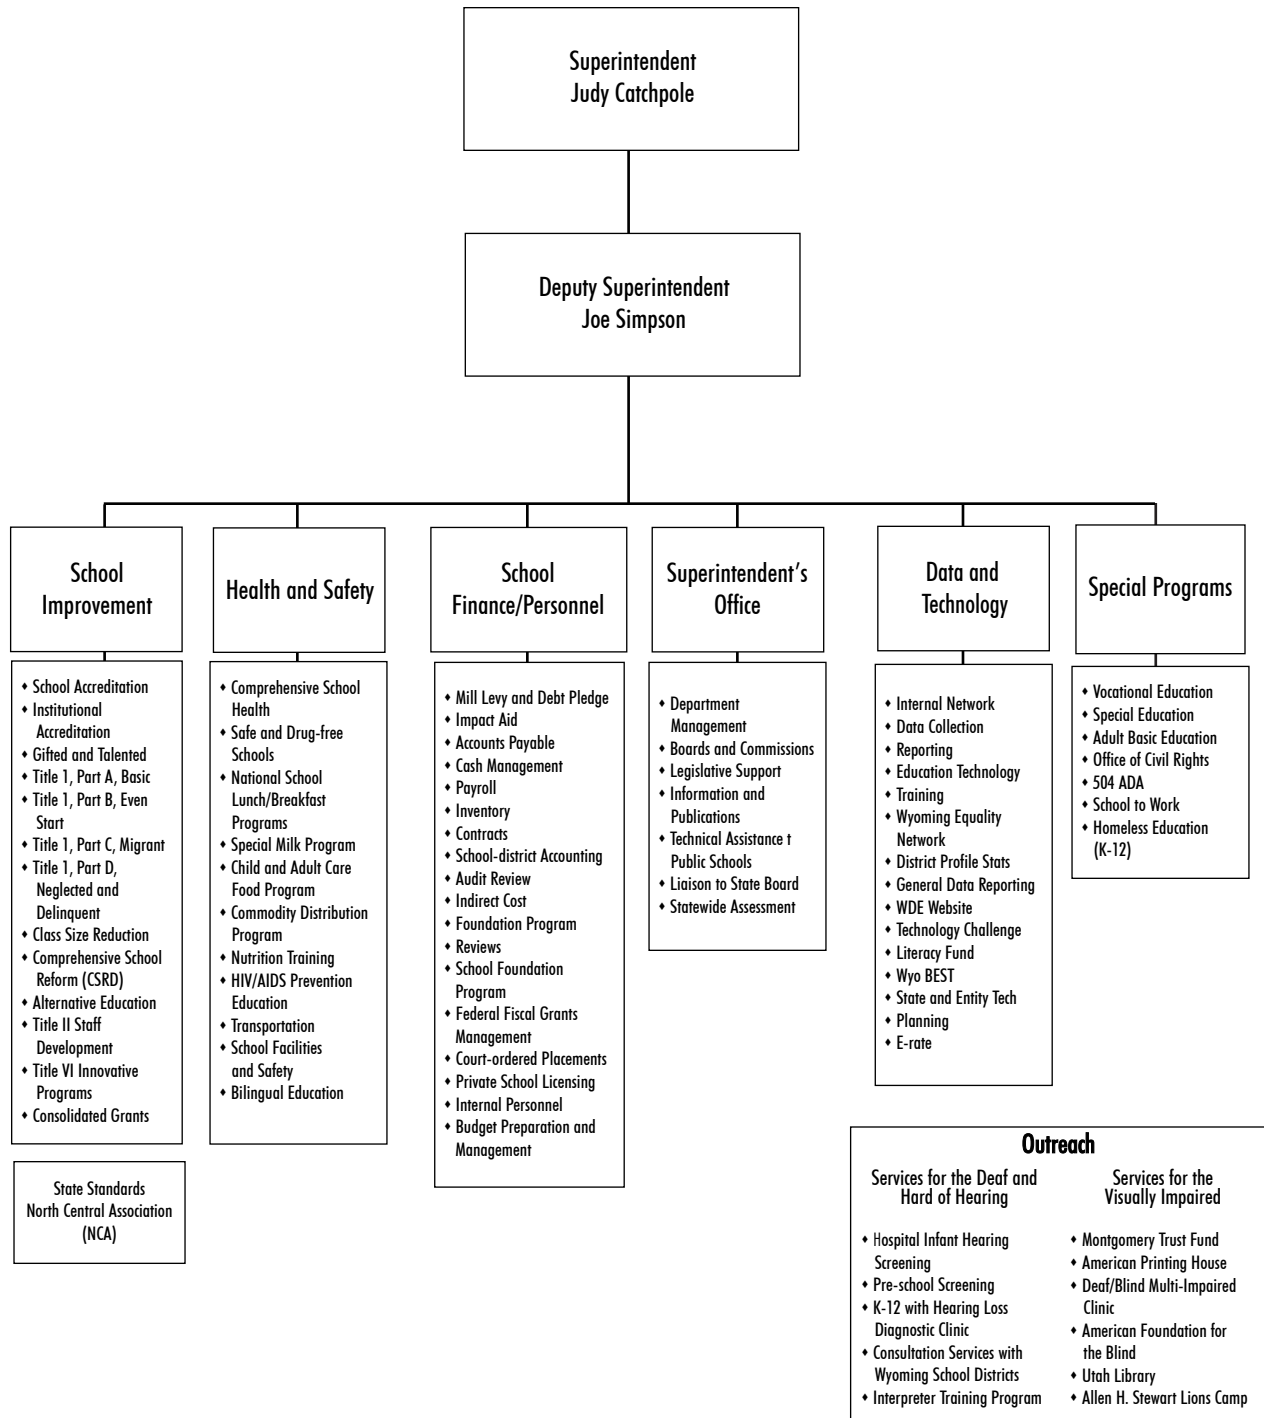 Superintendent
Judy Catchpole
Deputy Superintendent
Joe Simpson
School
Improvement
♦ School Accreditation
♦ Institutional
Accreditation
♦ Gifted and Talented
♦ Title 1, Part A, Basic
♦ Title 1, Part B, Even
Start
♦ Title 1, Part C, Migrant
♦ Title 1, Part D,
Neglected and
Delinquent
♦ Class Size Reduction
♦ Comprehensive School
Reform (CSRD)
♦ Alternative Education
♦ Title II Staff
Development
♦ Title VI Innovative
Programs
♦ Consolidated Grants
State Standards
North Central Association
(NCA)
Health and Safety
♦ Comprehensive School
Health
♦ Safe and Drug-free
Schools
♦ National School
Lunch/Breakfast
Programs
♦ Special Milk Program
♦ Child and Adult Care
Food Program
♦ Commodity Distribution
Program
♦ Nutrition Training
♦ HIV/AIDS Prevention
Education
♦ Transportation
♦ School Facilities
and Safety
♦ Bilingual Education
School
Finance/Personnel
♦ Mill Levy and Debt Pledge
♦ Impact Aid
♦ Accounts Payable
♦ Cash Management
♦ Payroll
♦ Inventory
♦ Contracts
♦ School-district Accounting
♦ Audit Review
♦ Indirect Cost
♦ Foundation Program
♦ Reviews
♦ School Foundation
Program
♦ Federal Fiscal Grants
Management
♦ Court-ordered Placements
♦ Private School Licensing
♦ Internal Personnel
♦ Budget Preparation and
Management
Superintendent's
Office
♦ Department
Management
♦ Boards and Commissions
♦ Legislative Support
♦ Information and
Publications
♦ Technical Assistance t
Public Schools
♦ Liaison to State Board
♦ Statewide Assessment
Data and
Technology
♦ Internal Network
♦ Data Collection
♦ Reporting
♦ Education Technology
♦ Training
♦ Wyoming Equality
Network
♦ District Profile Stats
♦ General Data Reporting
♦ WDE Website
♦ Technology Challenge
♦ Literacy Fund
♦ Wyo BEST
♦ State and Entity Tech
♦ Planning
♦ E-rate
Special Programs
♦ Vocational Education
♦ Special Education
♦ Adult Basic Education
♦ Office of Civil Rights
♦ 504 ADA
♦ School to Work
♦ Homeless Education
(K-12)
Outreach
Services for the Deaf and
Hard of Hearing
♦ Hospital Infant Hearing
Screening
♦ Pre-school Screening
♦ K-12 with Hearing Loss
Diagnostic Clinic
♦ Consultation Services with
Wyoming School Districts
♦ Interpreter Training Program
Services for the
Visually Impaired
♦ Montgomery Trust Fund
♦ American Printing House
♦ Deaf/Blind Multi-Impaired
Clinic
♦ American Foundation for
the Blind
♦ Utah Library
♦ Allen H. Stewart Lions Camp